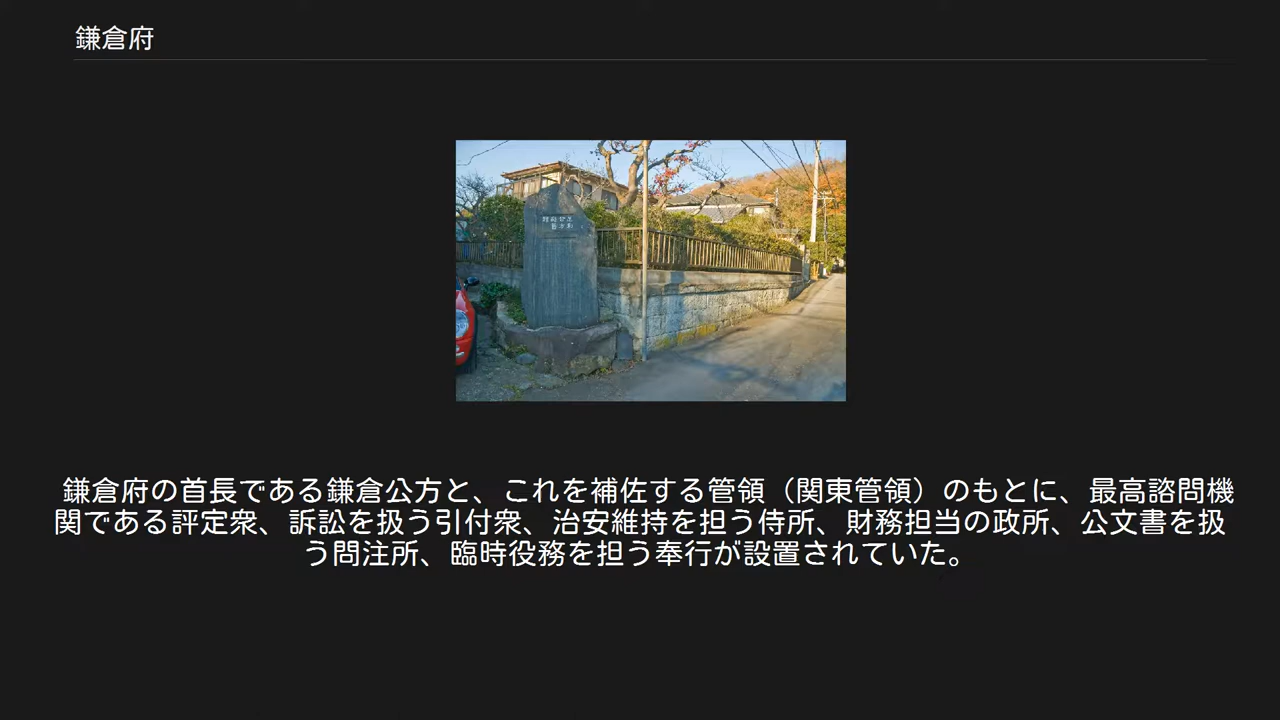 鎌倉府
鎌倉府の首長である鎌倉公方と、これを補佐する管領（関東管領）のもとに、最高諮問機
関である評定衆、訴訟を扱う引付衆、治安維持を担う侍所、財務担当の政所、公文書を扱
う問注所、臨時役務を担う奉行が設置されていた。